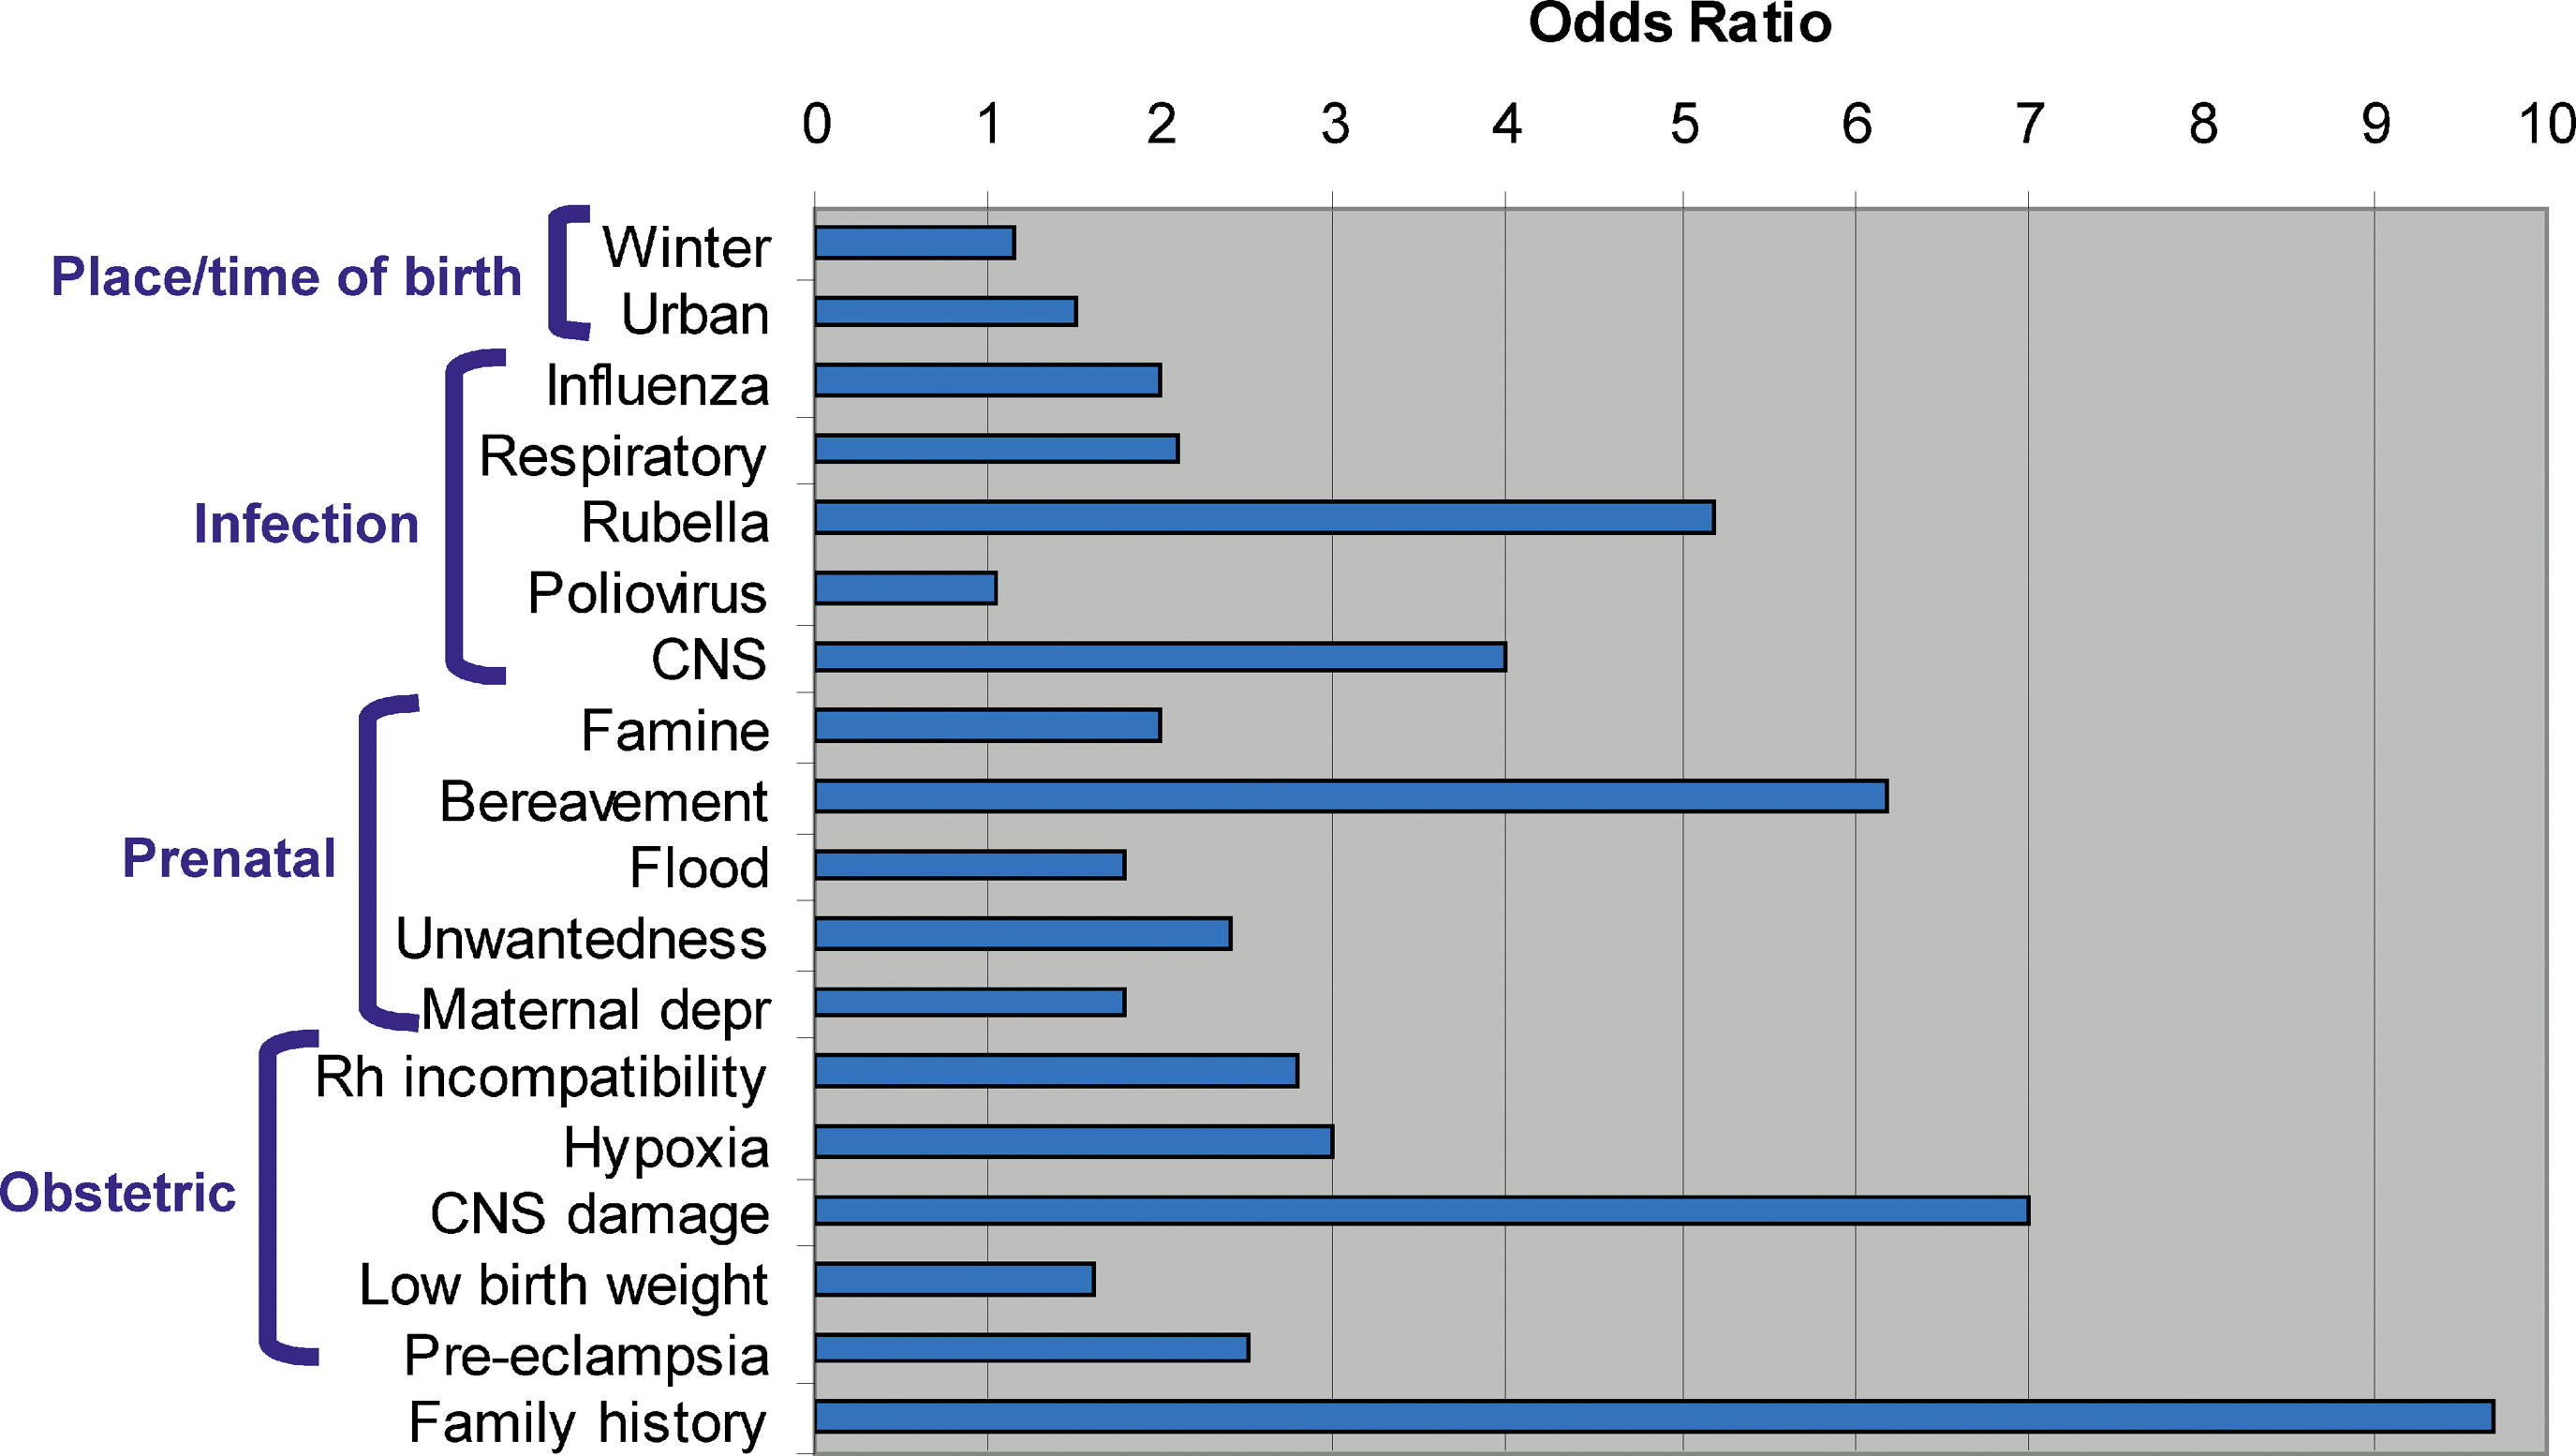 Odds Ratio
0 1 2 3 4 5 6 7 8 9 10
Place/time of birth
Winter
Urban
Infection
Influenza
Respiratory
Rubella
Poliovirus
CNS
Prenatal
Famine
Bereavement
Flood
Unwantedness
Maternal depr
Obstetric
Rh incompatibility
Hypoxia
CNS damage
Low birth weight
Pre-eclampsia
Family history